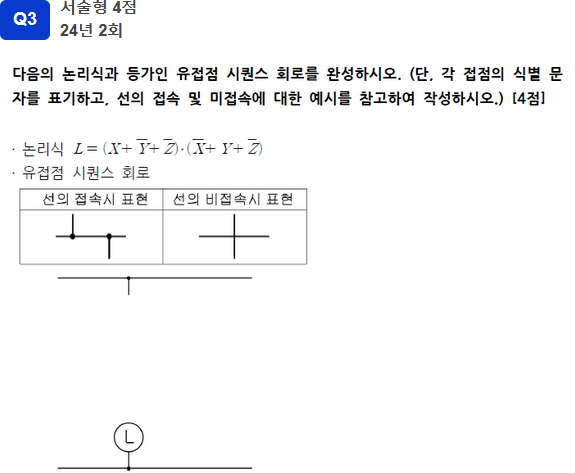 Q3
서술형 4점
24년 2회
다음의 논리식과 등가인 유접점 시퀀스 회로를 완성하시오. (단, 각 접점의 식별 문
자를 표기하고, 선의 접속 및 미접속에 대한 예시를 참고하여 작성하시오.) [4점]
· 논리식 L = (X + Y̅ + Z̅)·(X̅ + Y + Z̅)
· 유접점 시퀀스 회로
선의 접속시 표현 선의 비접속시 표현
L